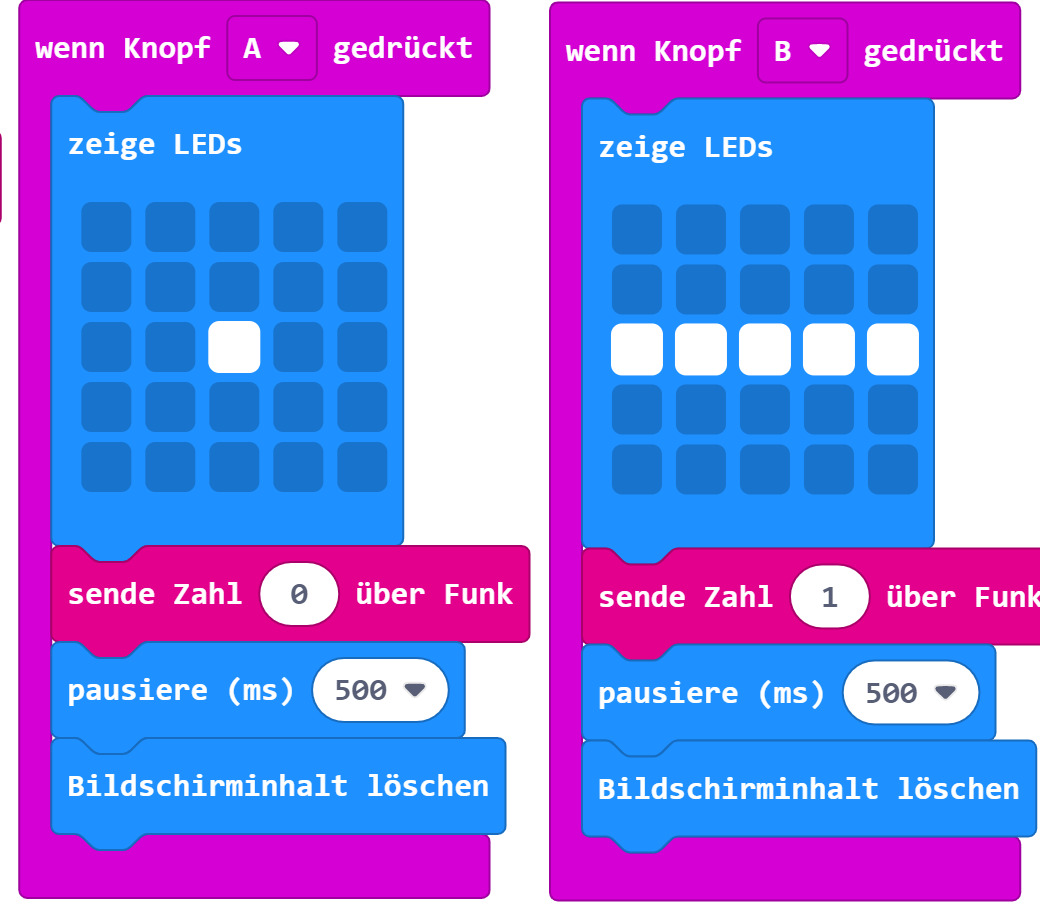 wenn Knopf A gedrückt
zeige LEDs
sende Zahl 0 über Funk
pausiere (ms) 500
Bildschirminhalt löschen
wenn Knopf B gedrückt
zeige LEDs
sende Zahl 1 über Funk
pausiere (ms) 500
Bildschirminhalt löschen